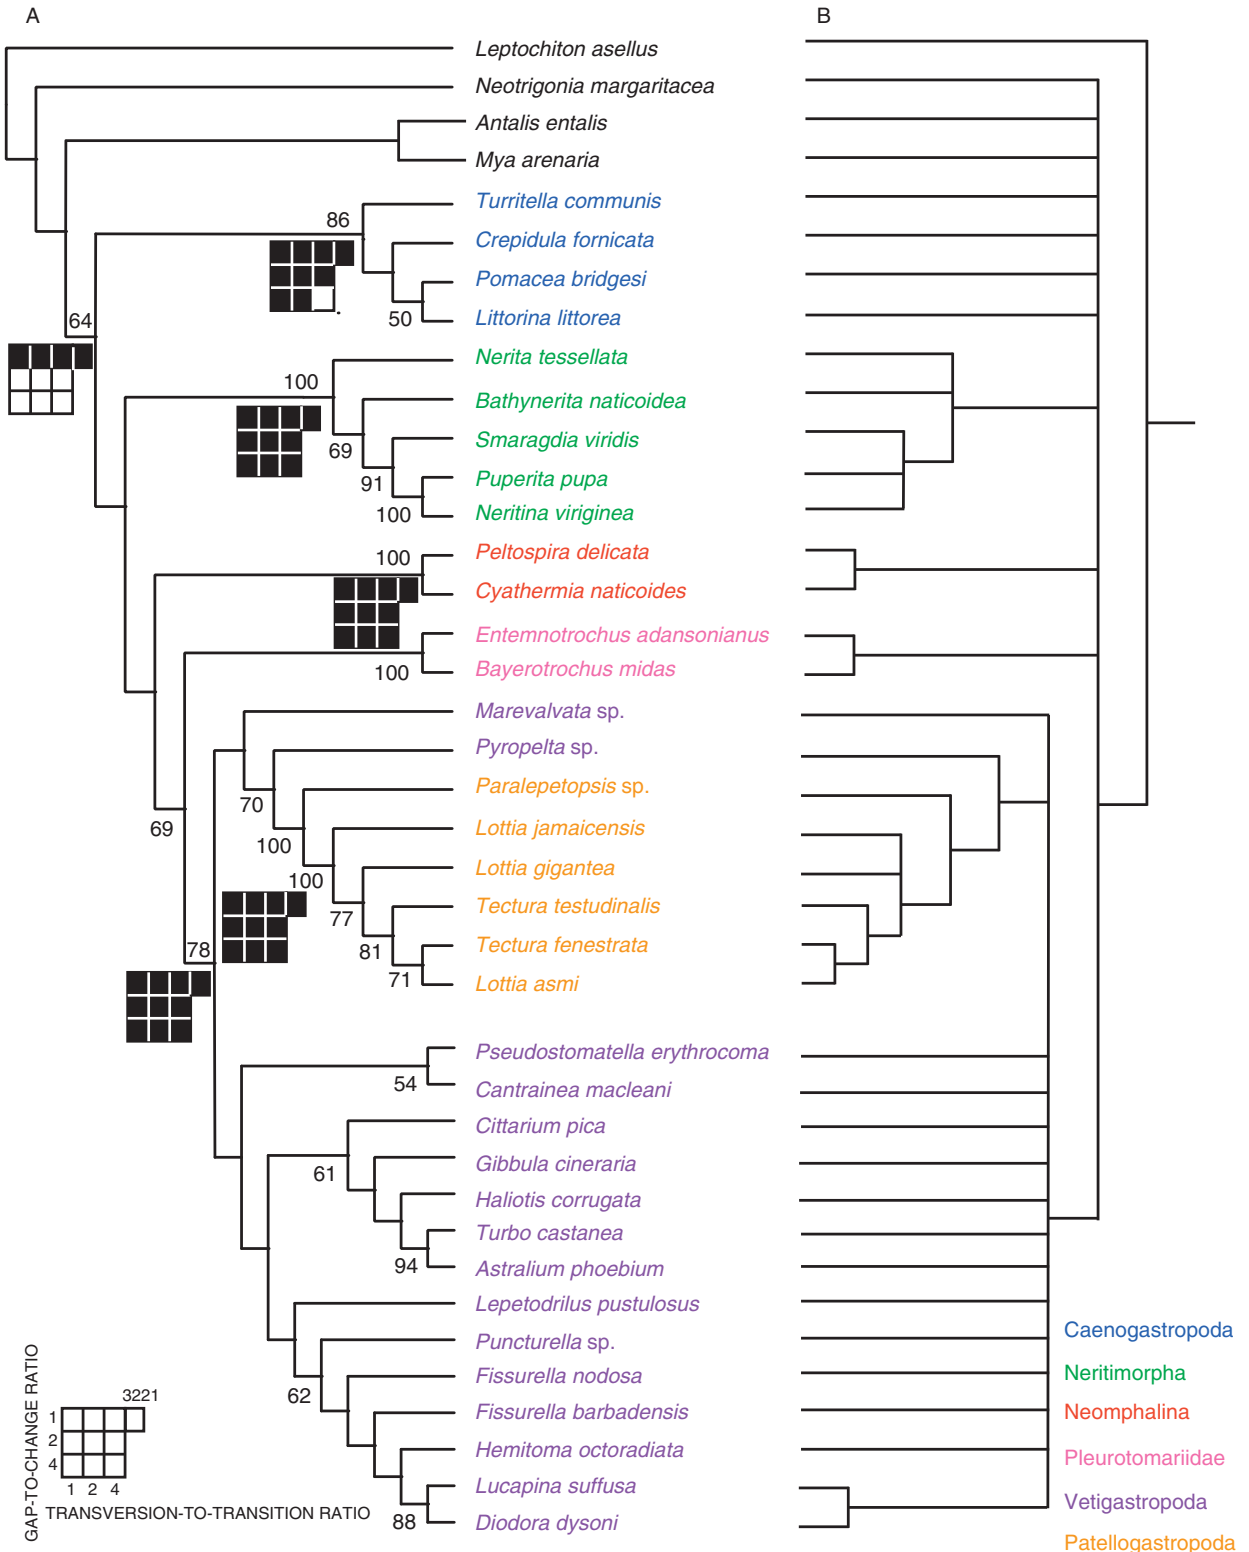 A
B
Leptochiton asellus
Neotrigonia margaritacea
Antalis entalis
Mya arenaria
Turritella communis
86
Crepidula fornicata
Pomacea bridgesi
50
Littorina littorea
64
Nerita tessellata
100
Bathynerita naticoidea
69
Smaragdia viridis
91
Puperita pupa
100
Neritina viriginea
100
Peltospira delicata
Cyathermia naticoides
Entemnotrochus adansonianus
100
Bayerotrochus midas
Marevalvata sp.
Pyropelta sp.
70
Paralepetopsis sp.
69
Lottia jamaicensis
100
Lottia gigantea
100
77
Tectura testudinalis
78
81
Tectura fenestrata
71
Lottia asmi
Pseudostomatella erythrocoma
54
Cantrainea macleani
Cittarium pica
61
Gibbula cineraria
Haliotis corrugata
Turbo castanea
94
Astralium phoebium
Lepetodrilus pustulosus
Puncturella sp.
62
Fissurella nodosa
Fissurella barbadensis
Hemitoma octoradiata
Lucapina suffusa
88
Diodora dysoni
GAP-TO-CHANGE RATIO
3221
1
2
4
1 2 4
TRANSVERSION-TO-TRANSITION RATIO
Caenogastropoda
Neritimorpha
Neomphalina
Pleurotomariidae
Vetigastropoda
Patellogastropoda